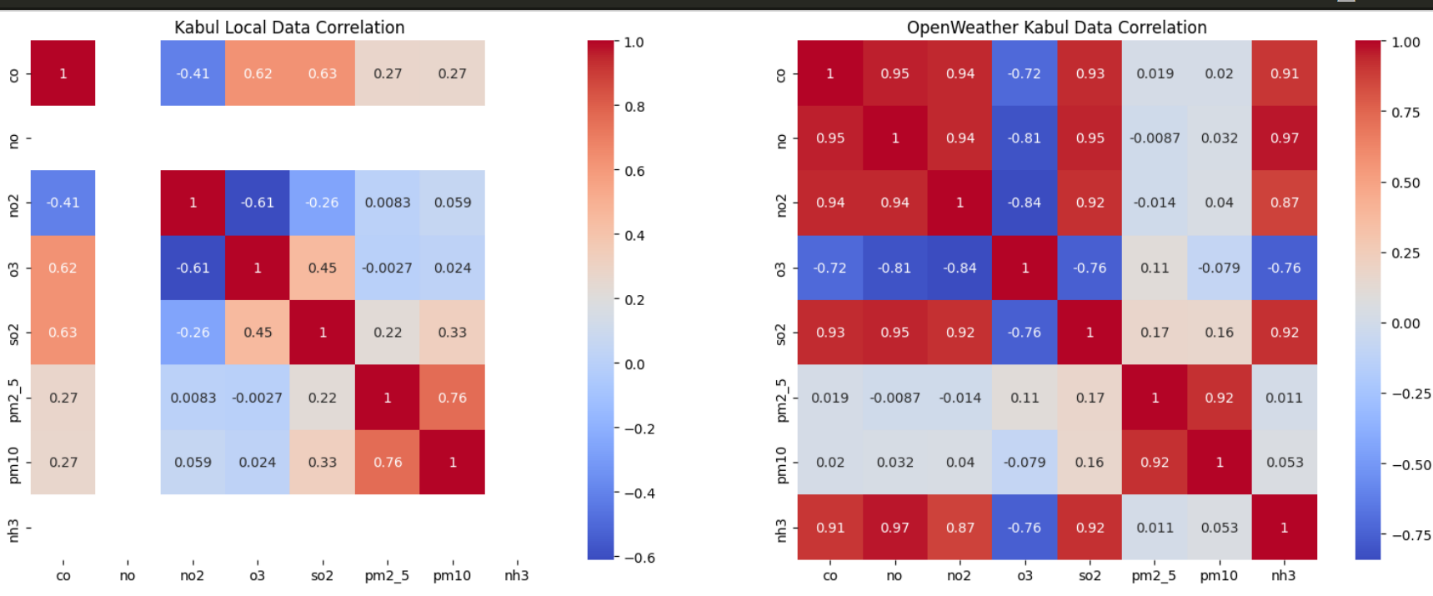 Kabul Local Data Correlation
co 1 -0.41 0.62 0.63 0.27 0.27
no
no2 -0.41 1 -0.61 -0.26 0.0083 0.059
o3 0.62 -0.61 1 0.45 -0.0027 0.024
so2 0.63 -0.26 0.45 1 0.22 0.33
pm2_5 0.27 0.0083 -0.0027 0.22 1 0.76
pm10 0.27 0.059 0.024 0.33 0.76 1
nh3
co no no2 o3 so2 pm2_5 pm10 nh3
1.0
0.8
0.6
0.4
0.2
0.0
−0.2
−0.4
−0.6
OpenWeather Kabul Data Correlation
co 1 0.95 0.94 -0.72 0.93 0.019 0.02 0.91
no 0.95 1 0.94 -0.81 0.95 -0.0087 0.032 0.97
no2 0.94 0.94 1 -0.84 0.92 -0.014 0.04 0.87
o3 -0.72 -0.81 -0.84 1 -0.76 0.11 -0.079 -0.76
so2 0.93 0.95 0.92 -0.76 1 0.17 0.16 0.92
pm2_5 0.019 -0.0087 -0.014 0.11 0.17 1 0.92 0.011
pm10 0.02 0.032 0.04 -0.079 0.16 0.92 1 0.053
nh3 0.91 0.97 0.87 -0.76 0.92 0.011 0.053 1
co no no2 o3 so2 pm2_5 pm10 nh3
1.00
0.75
0.50
0.25
0.00
−0.25
−0.50
−0.75